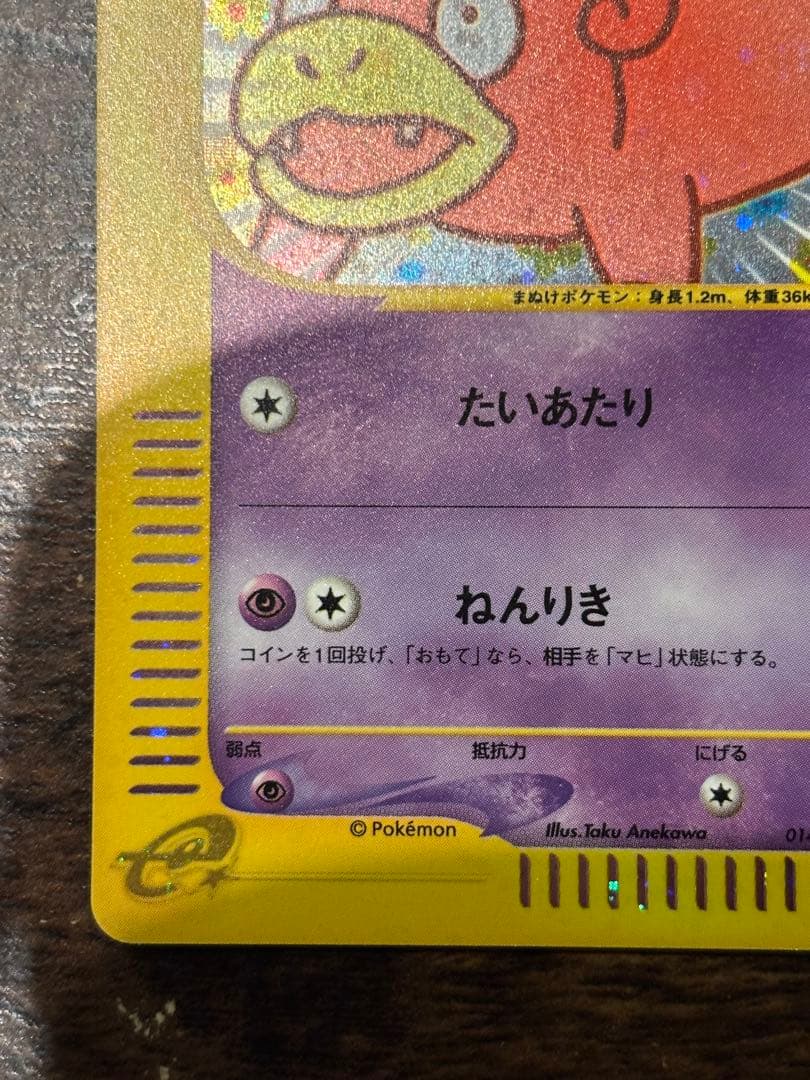 まぬけポケモン：身長1.2m、体重36k
たいあたり
ねんりき
コインを1回投げ、「おもて」なら、相手を「マヒ」状態にする。
弱点 抵抗力 にげる
© Pokémon Illus.Taku Anekawa 014
e